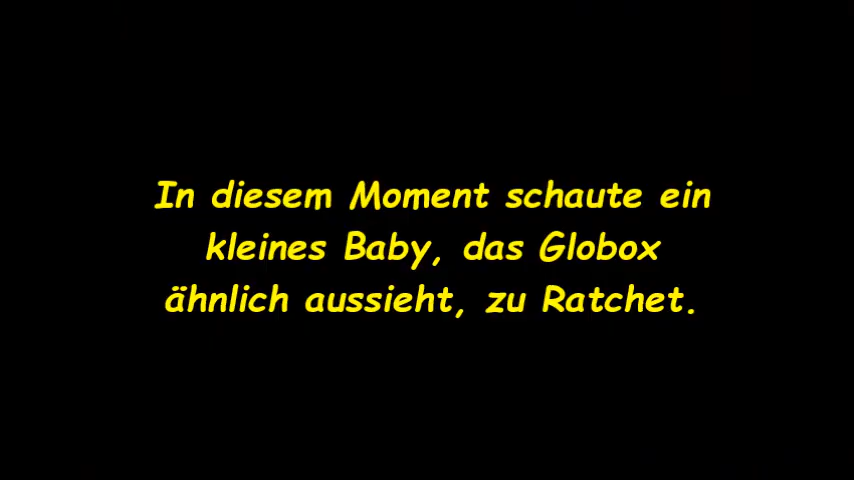 In diesem Moment schaute ein
kleines Baby, das Globox
ähnlich aussieht, zu Ratchet.